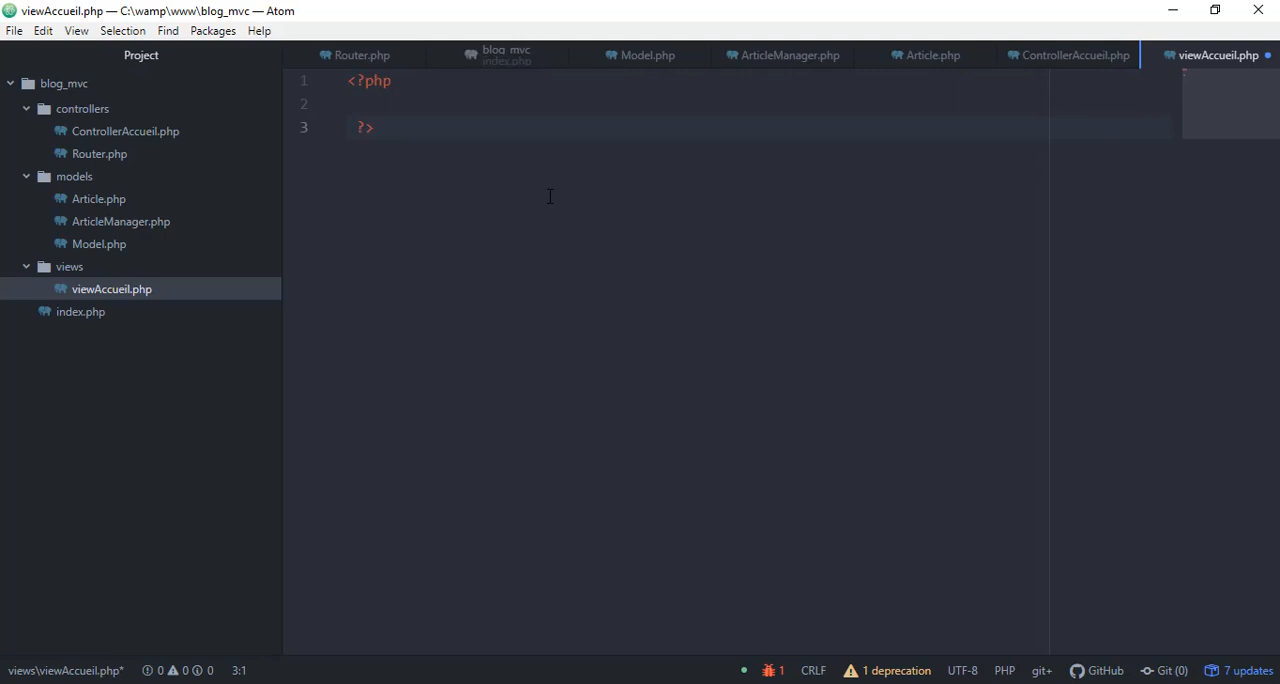 viewAccueil.php — C:\wamp\www\blog_mvc — Atom
File Edit View Selection Find Packages Help
Project
Router.php
blog_mvc
index.php
Model.php
ArticleManager.php
Article.php
ControllerAccueil.php
viewAccueil.php
blog_mvc
controllers
ControllerAccueil.php
Router.php
models
Article.php
ArticleManager.php
Model.php
views
viewAccueil.php
index.php
1 <?php
2
3 ?>
views\viewAccueil.php* 0 0 0 3:1 1 CRLF 1 deprecation UTF-8 PHP git+ GitHub Git (0) 7 updates